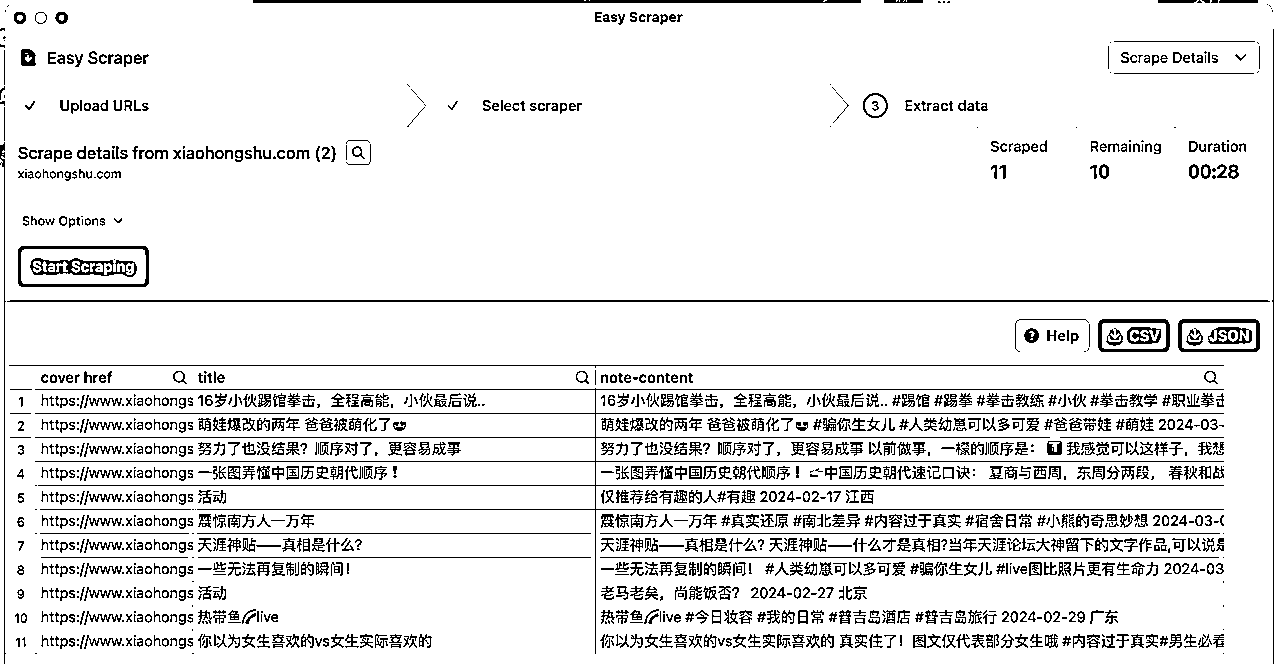 Easy Scraper
Easy Scraper
Scrape Details
Upload URLs
Select scraper
3 Extract data
Scrape details from xiaohongshu.com (2)
xiaohongshu.com
Scraped Remaining Duration
11 10 00:28
Show Options
Start Scraping
Help CSV JSON
cover href title note-content
1 https://www.xiaohongs 16岁小伙踢馆拳击，全程高能，小伙最后说.. 16岁小伙踢馆拳击，全程高能，小伙最后说.. #踢馆 #踢拳 #拳击教练 #小伙 #拳击教学 #职业拳击
2 https://www.xiaohongs 萌娃爆改的两年 爸爸被萌化了😎 萌娃爆改的两年 爸爸被萌化了😎 #骗你生女儿 #人类幼崽可以多可爱 #爸爸带娃 #萌娃 2024-03-
3 https://www.xiaohongs 努力了也没结果？顺序对了，更容易成事 努力了也没结果？顺序对了，更容易成事 以前做事，一模的顺序是： 我感觉可以这样子，我想
4 https://www.xiaohongs 一张图弄懂中国历史朝代顺序！ 一张图弄懂中国历史朝代顺序！ 中国历史朝代速记口诀： 夏商与西周，东周分两段， 春秋和战
5 https://www.xiaohongs 活动 仅推荐给有趣的人#有趣 2024-02-17 江西
6 https://www.xiaohongs 震惊南方人一万年 震惊南方人一万年 #真实还原 #南北差异 #内容过于真实 #宿舍日常 #小熊的奇思妙想 2024-03-0
7 https://www.xiaohongs 天涯神贴——真相是什么？ 天涯神贴——真相是什么? 天涯神贴——什么才是真相?当年天涯论坛大神留下的文字作品,可以说是
8 https://www.xiaohongs 一些无法再复制的瞬间！ 一些无法再复制的瞬间！ #人类幼崽可以多可爱 #骗你生女儿 #live图比照片更有生命力 2024-03
9 https://www.xiaohongs 活动 老马老矣，尚能饭否？ 2024-02-27 北京
10 https://www.xiaohongs 热带鱼🌈live 热带鱼🌈live #今日妆容 #我的日常 #普吉岛酒店 #普吉岛旅行 2024-02-29 广东
11 https://www.xiaohongs 你以为女生喜欢的vs女生实际喜欢的 你以为女生喜欢的vs女生实际喜欢的 真实住了！图文仅代表部分女生哦 #内容过于真实#男生必看